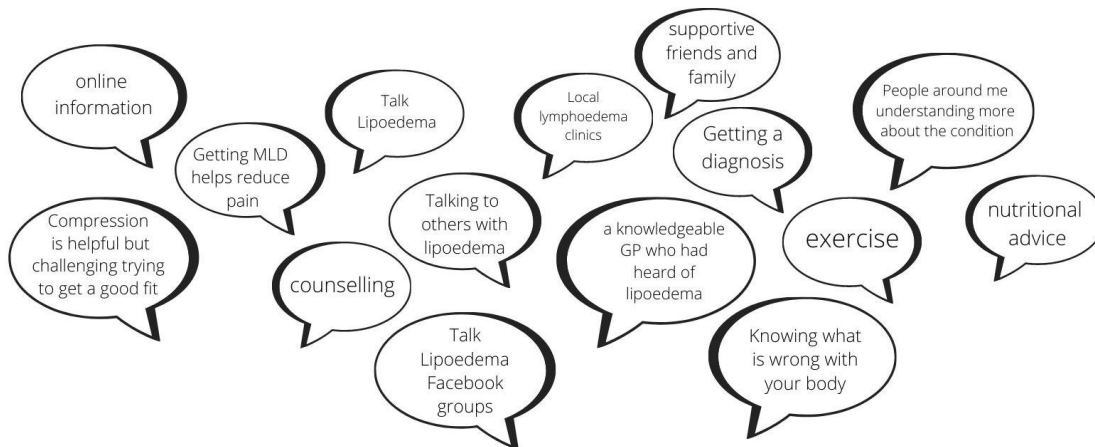 online
information
Getting MLD
helps reduce
pain
Talk
Lipoedema
Local
lymphoedema
clinics
supportive
friends and
family
Getting a
diagnosis
People around me
understanding more
about the condition
Compression
is helpful but
challenging trying
to get a good fit
counselling
Talking to
others with
lipoedema
a knowledgeable
GP who had
heard of
lipoedema
exercise
nutritional
advice
Talk
Lipoedema
Facebook
groups
Knowing what
is wrong with
your body